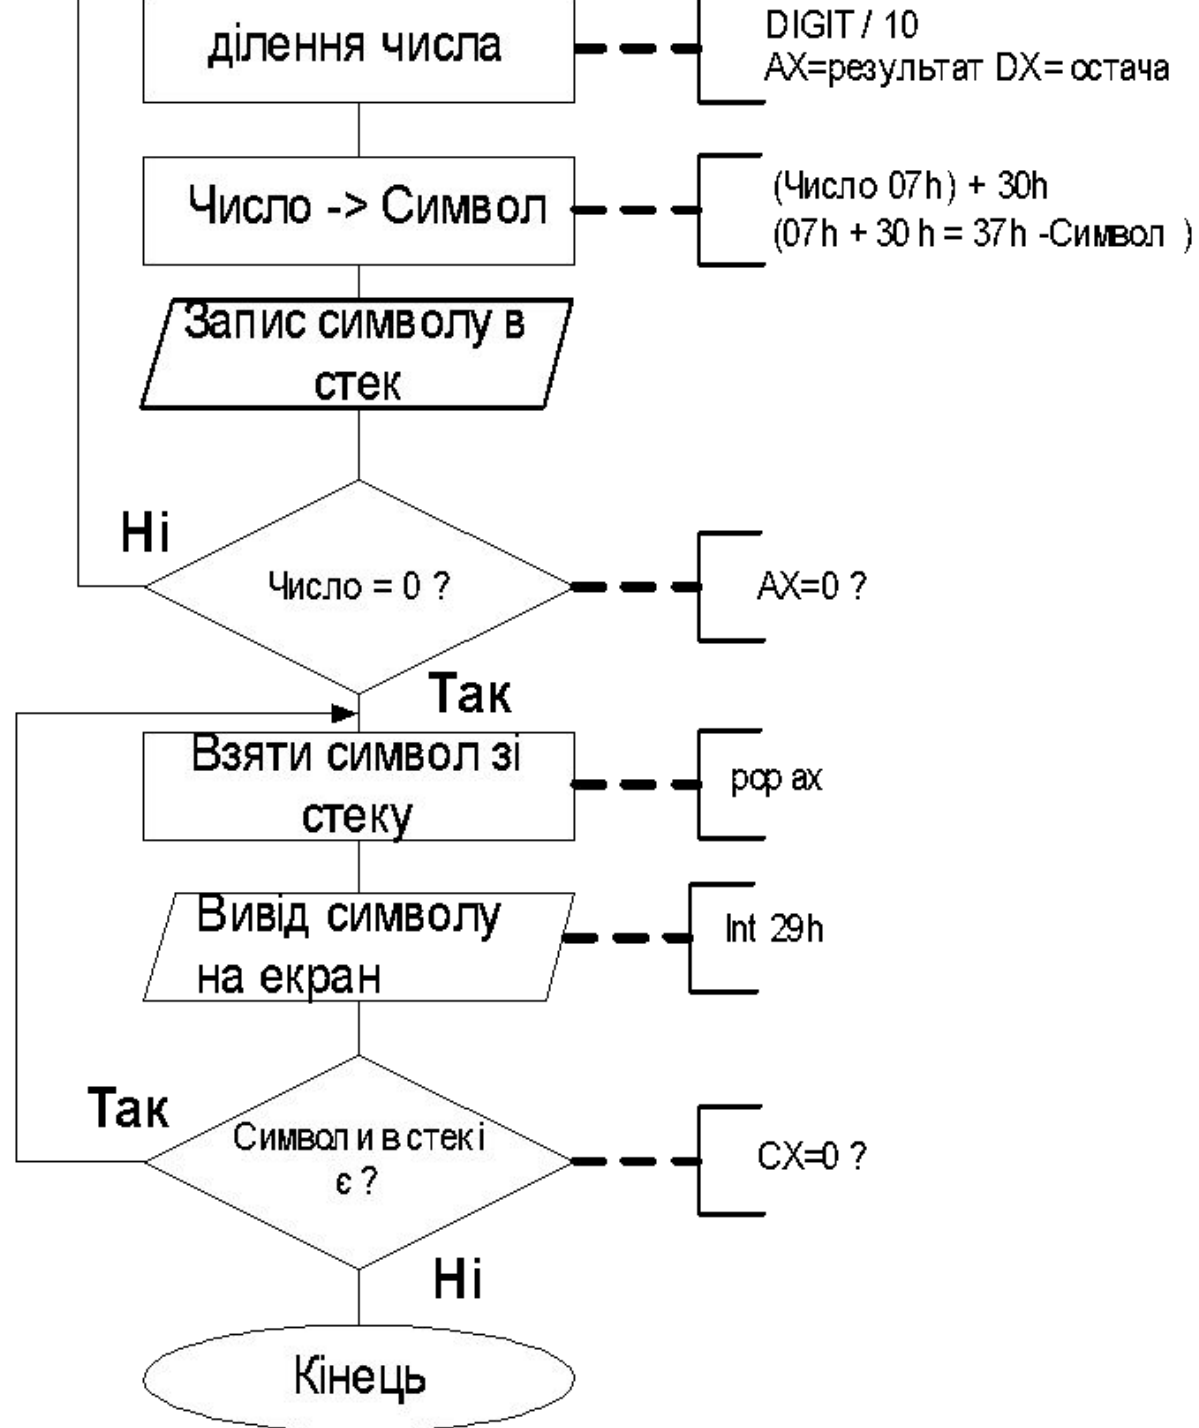 ділення числа
DIGIT / 10
AX=результат DX= остача
Число -> Символ
(Число 07h) + 30h
(07h + 30 h = 37h -Символ )
Запис символу в
стек
Ні
Число = 0 ?
AX=0 ?
Так
Взяти символ зі
стеку
pop ax
Вивід символу
на екран
Int 29h
Так
Символи в стекі
є ?
CX=0 ?
Ні
Кінець